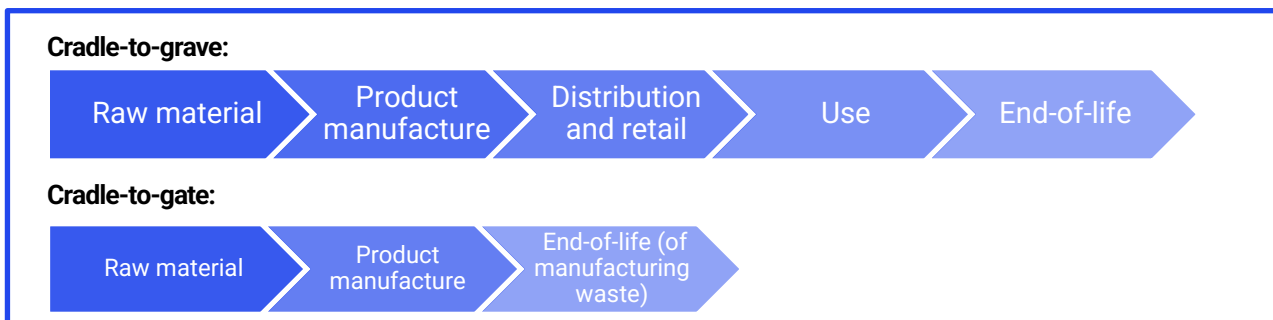 Cradle-to-grave:
Raw material
Product
manufacture
Distribution
and retail
Use
End-of-life
Cradle-to-gate:
Raw material
Product
manufacture
End-of-life (of
manufacturing
waste)